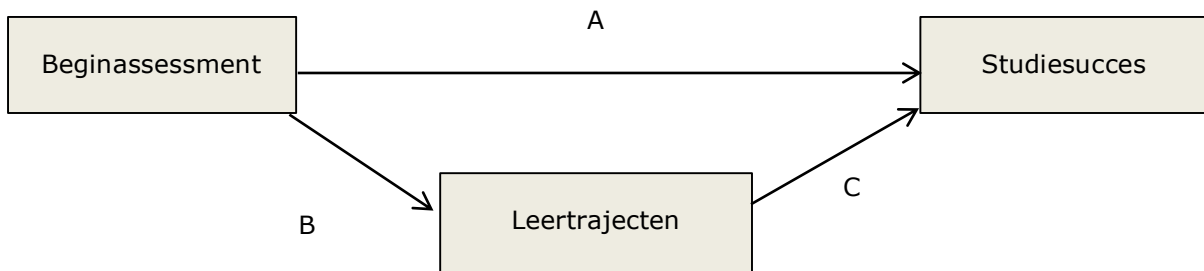 A
Beginassessment
Studiesucces
B
Leertrajecten
C